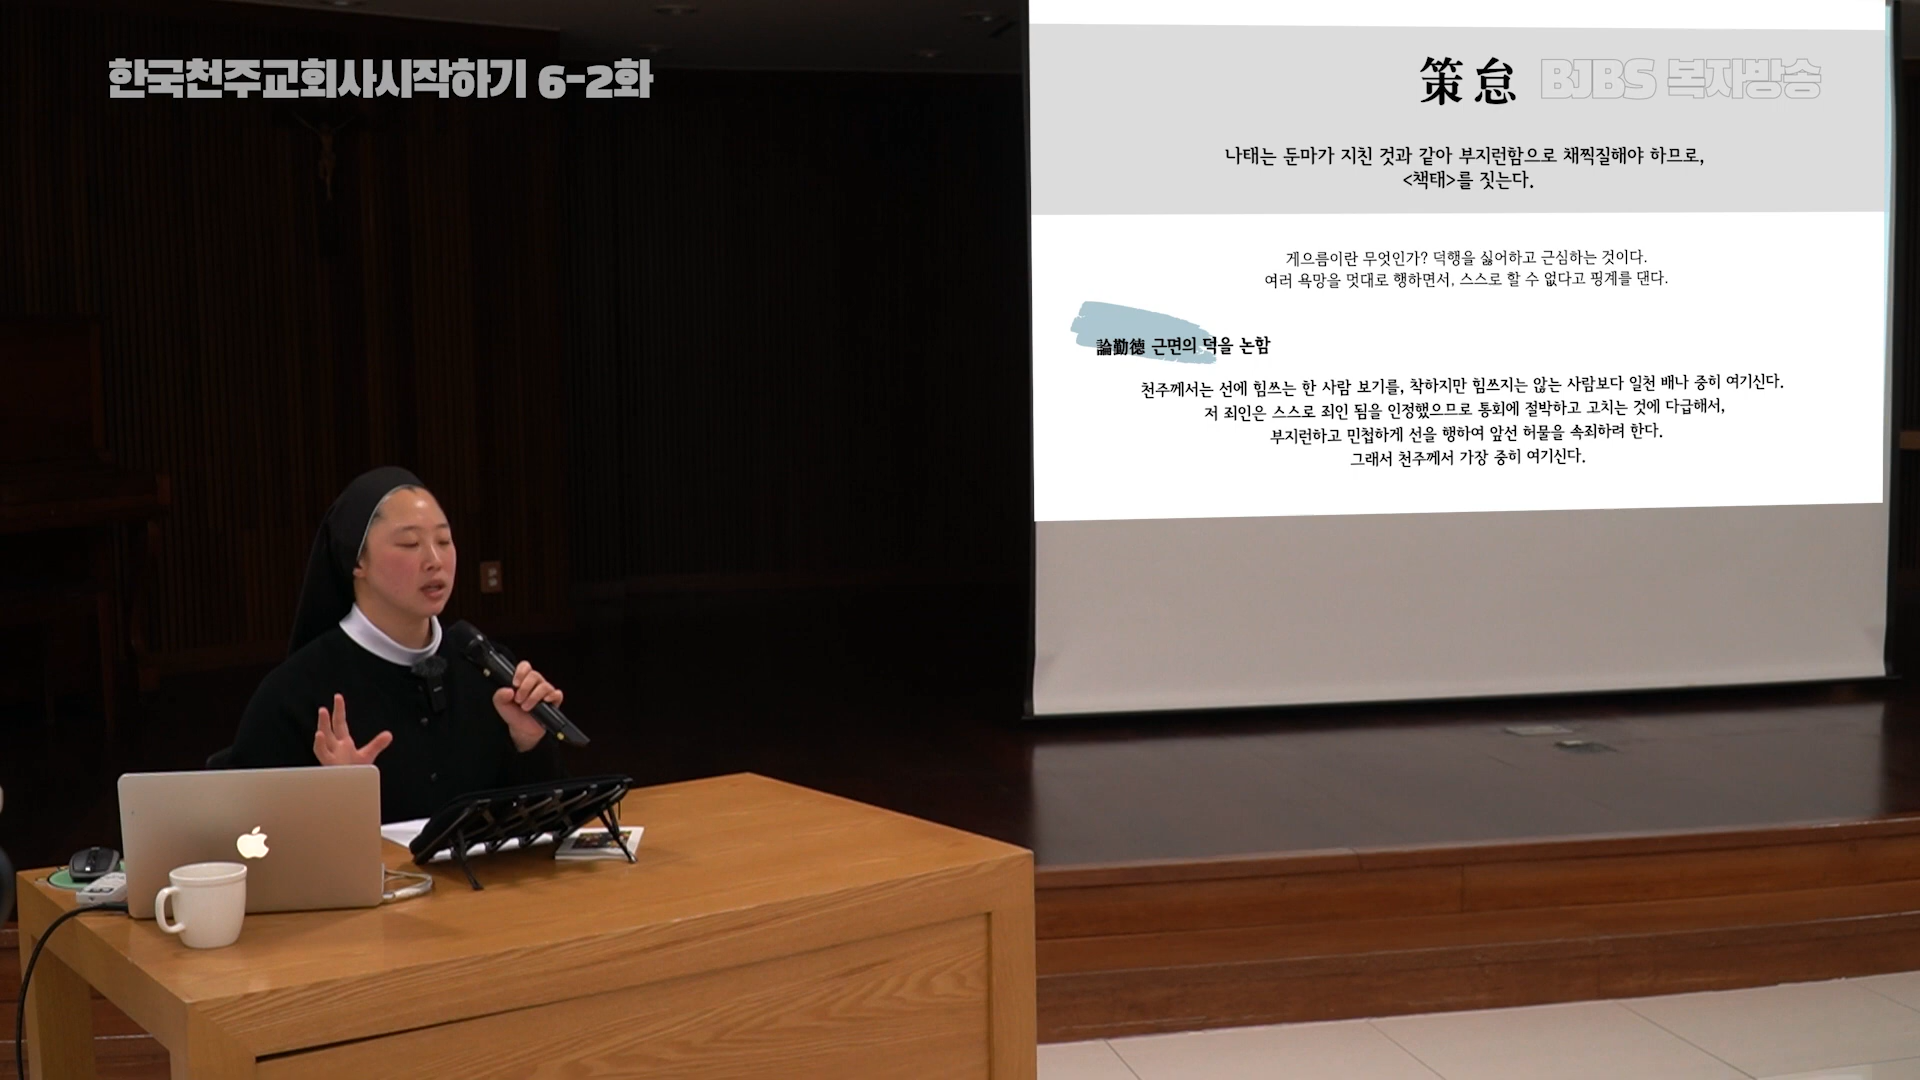 한국천주교회사시작하기 6-2화
策怠
BJBS 복자방송
나태는 둔마가 지친 것과 같아 부지런함으로 채찍질해야 하므로,
<책태>를 짓는다.
게으름이란 무엇인가? 덕행을 싫어하고 근심하는 것이다.
여러 욕망을 멋대로 행하면서, 스스로 할 수 없다고 핑계를 댄다.
論勤德 근면의 덕을 논함
천주께서는 선에 힘쓰는 한 사람 보기를, 착하지만 힘쓰지는 않는 사람보다 일천 배나 중히 여기신다.
저 죄인은 스스로 죄인 됨을 인정했으므로 통회에 절박하고 고치는 것에 다급해서,
부지런하고 민첩하게 선을 행하여 앞선 허물을 속죄하려 한다.
그래서 천주께서 가장 중히 여기신다.